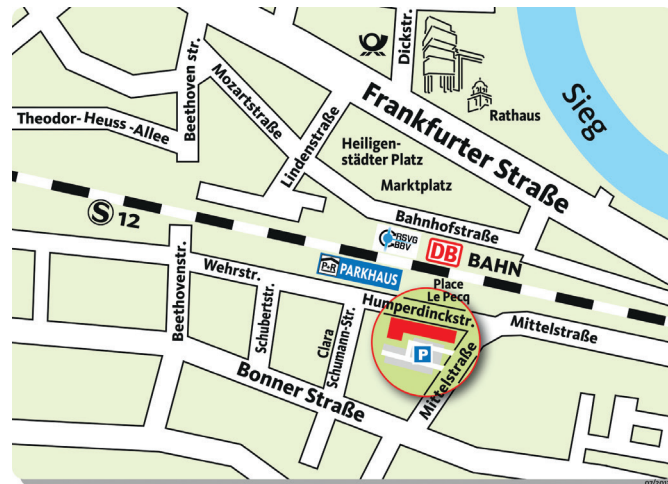 Beethoven str.
Dickstr.
Mozartstraße
Frankfurter Straße
Sieg
Rathaus
Theodor-Heuss-Allee
Lindenstraße
Heiligen-
städter Platz
Marktplatz
S 12
Bahnhofstraße
RSVG
BBV
DB BAHN
P+R PARKHAUS
Place
Le Pecq
Wehrstr.
Beethovenstr.
Schubertstr.
Clara
Schumann-Str.
Humperdinckstr.
Mittelstraße
P
Mittelstraße
Bonner Straße